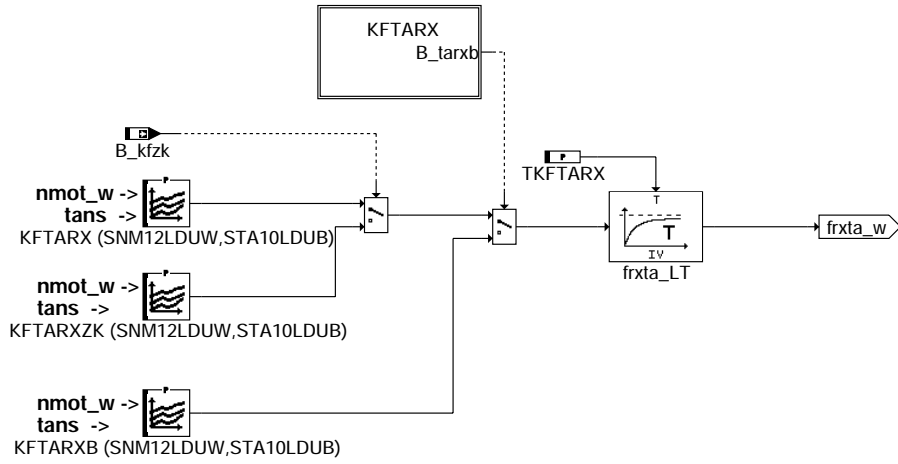 KFTARX
B_tarxb
B_kfzk
TKFTARX
P
P
nmot_w ->
tans ->
KFTARX (SNM12LDUW,STA10LDUB)
T
T
IV
frxta_LT
frxta_w
P
nmot_w ->
tans ->
KFTARXZK (SNM12LDUW,STA10LDUB)
P
nmot_w ->
tans ->
KFTARXB (SNM12LDUW,STA10LDUB)